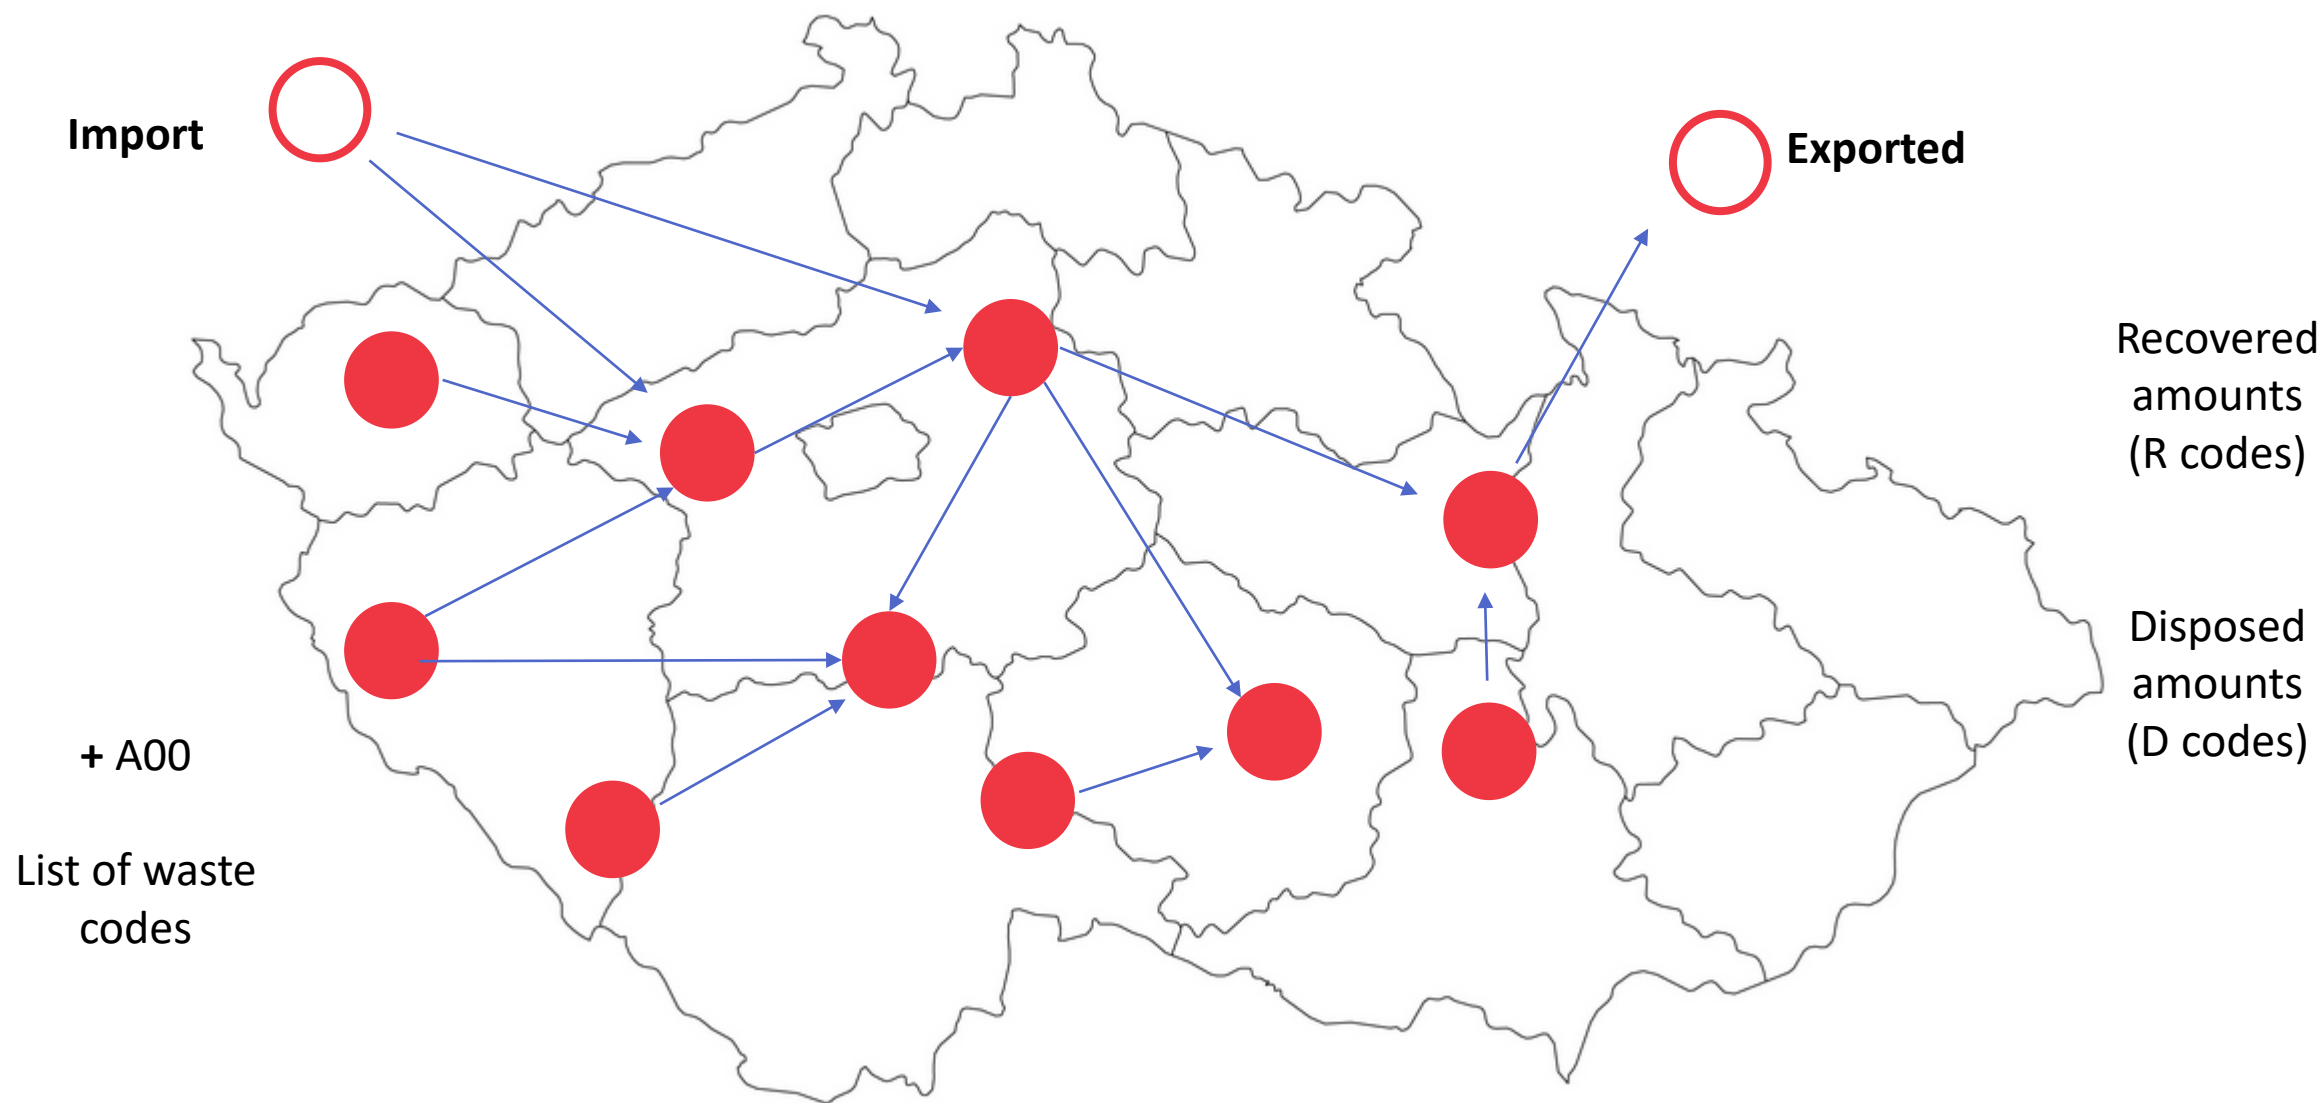 Import
Exported
Recovered
amounts
(R codes)
Disposed
amounts
(D codes)
+ A00
List of waste
codes